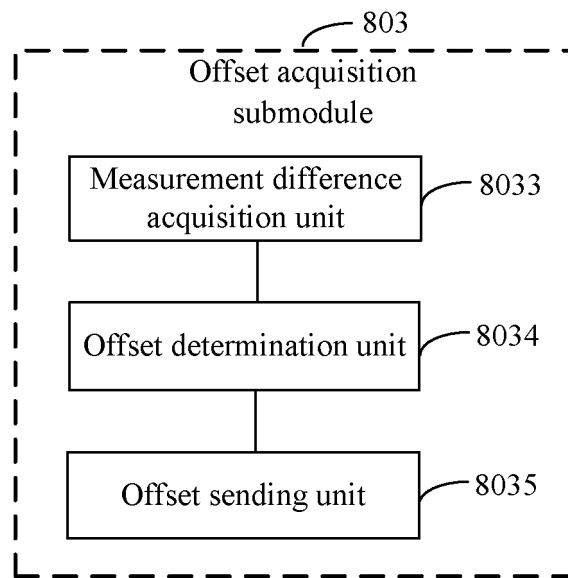 803
Offset acquisition
submodule
Measurement difference
acquisition unit
8033
Offset determination unit
8034
Offset sending unit
8035